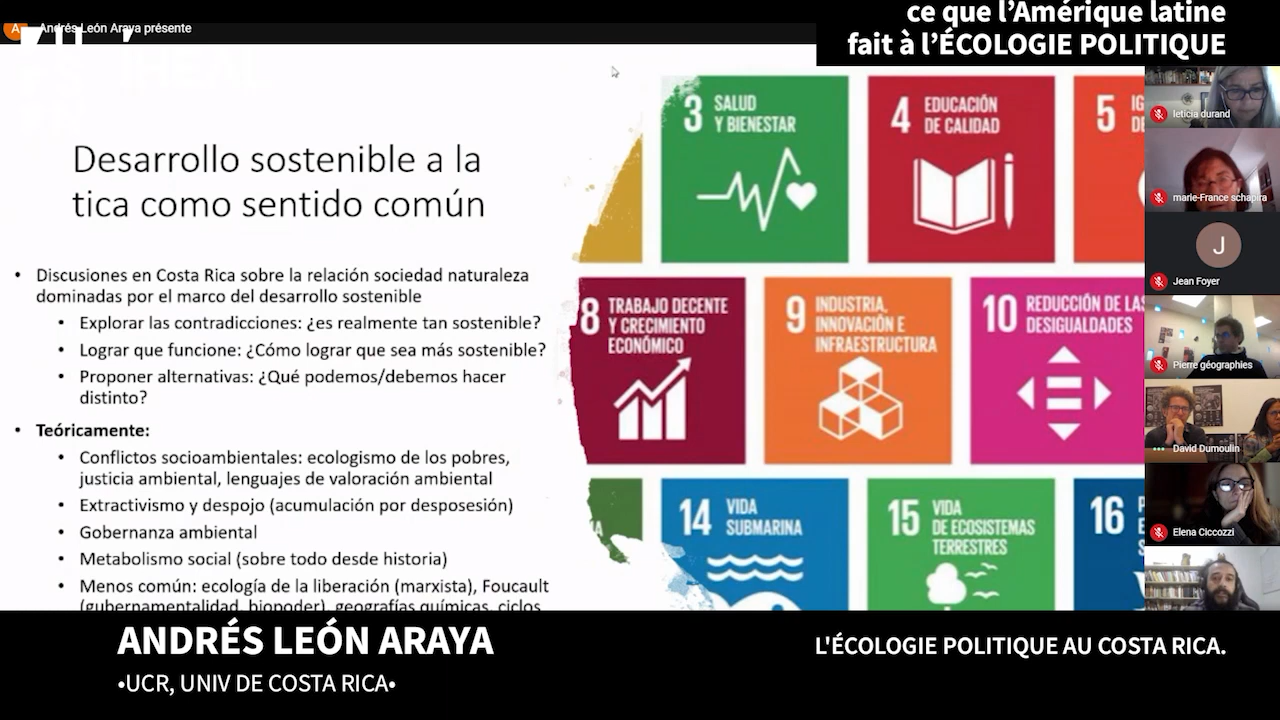 ce que l'Amérique latine
fait à l'ÉCOLOGIE POLITIQUE
A
Andrés León Araya présente
Desarrollo sostenible a la
tica como sentido común
• Discusiones en Costa Rica sobre la relación sociedad naturaleza
dominadas por el marco del desarrollo sostenible
• Explorar las contradicciones: ¿es realmente tan sostenible?
• Lograr que funcione: ¿Cómo lograr que sea más sostenible?
• Proponer alternativas: ¿Qué podemos/debemos hacer
distinto?
• Teóricamente:
• Conflictos socioambientales: ecologismo de los pobres,
justicia ambiental, lenguajes de valoración ambiental
• Extractivismo y despojo (acumulación por desposesión)
• Gobernanza ambiental
• Metabolismo social (sobre todo desde historia)
• Menos común: ecología de la liberación (marxista), Foucault
(gubernamentalidad, biopoder), geografías químicas, ciclos
3 SALUD
Y BIENESTAR
4 EDUCACIÓN
DE CALIDAD
5
8 TRABAJO DECENTE
Y CRECIMIENTO
ECONÓMICO
9 INDUSTRIA,
INNOVACIÓN E
INFRAESTRUCTURA
10 REDUCCIÓN DE LAS
DESIGUALDADES
14 VIDA
SUBMARINA
15 VIDA
DE ECOSISTEMAS
TERRESTRES
16
leticia durand
marie-France schapira
J
Jean Foyer
Pierre géographies
David Dumoulin
Elena Ciccozzi
ANDRÉS LEÓN ARAYA
•UCR, UNIV DE COSTA RICA•
L'ÉCOLOGIE POLITIQUE AU COSTA RICA.